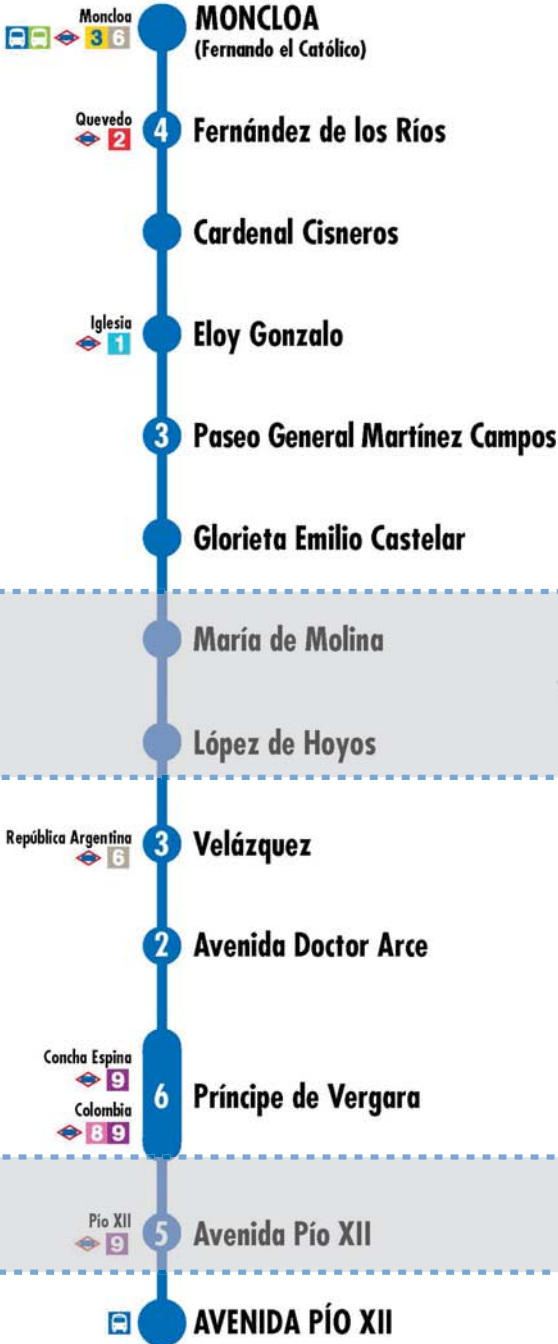 Moncloa
3 6
MONCLOA
(Fernando el Católico)
Quevedo
2
4
Fernández de los Ríos
Cardenal Cisneros
Iglesia
1
Eloy Gonzalo
3
Paseo General Martínez Campos
Glorieta Emilio Castelar
María de Molina
López de Hoyos
República Argentina
6
3
Velázquez
2
Avenida Doctor Arce
Concha Espina
9
Colombia
8 9
6
Príncipe de Vergara
Pío XII
9
5
Avenida Pío XII
AVENIDA PÍO XII